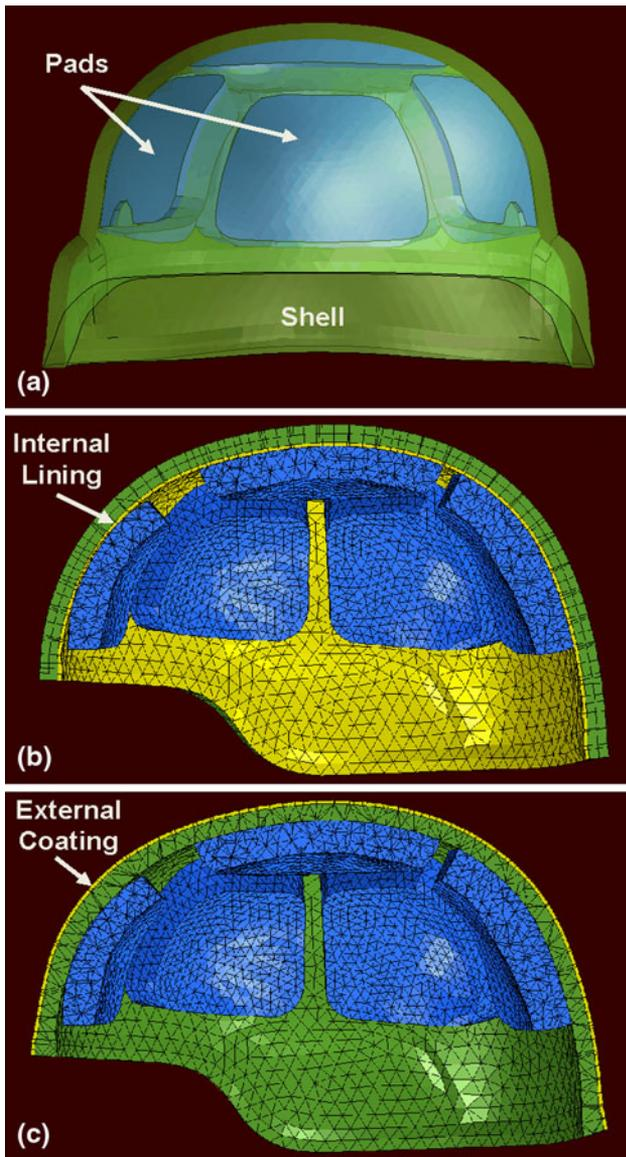 Pads
Shell
(a)
Internal
Lining
(b)
External
Coating
(c)